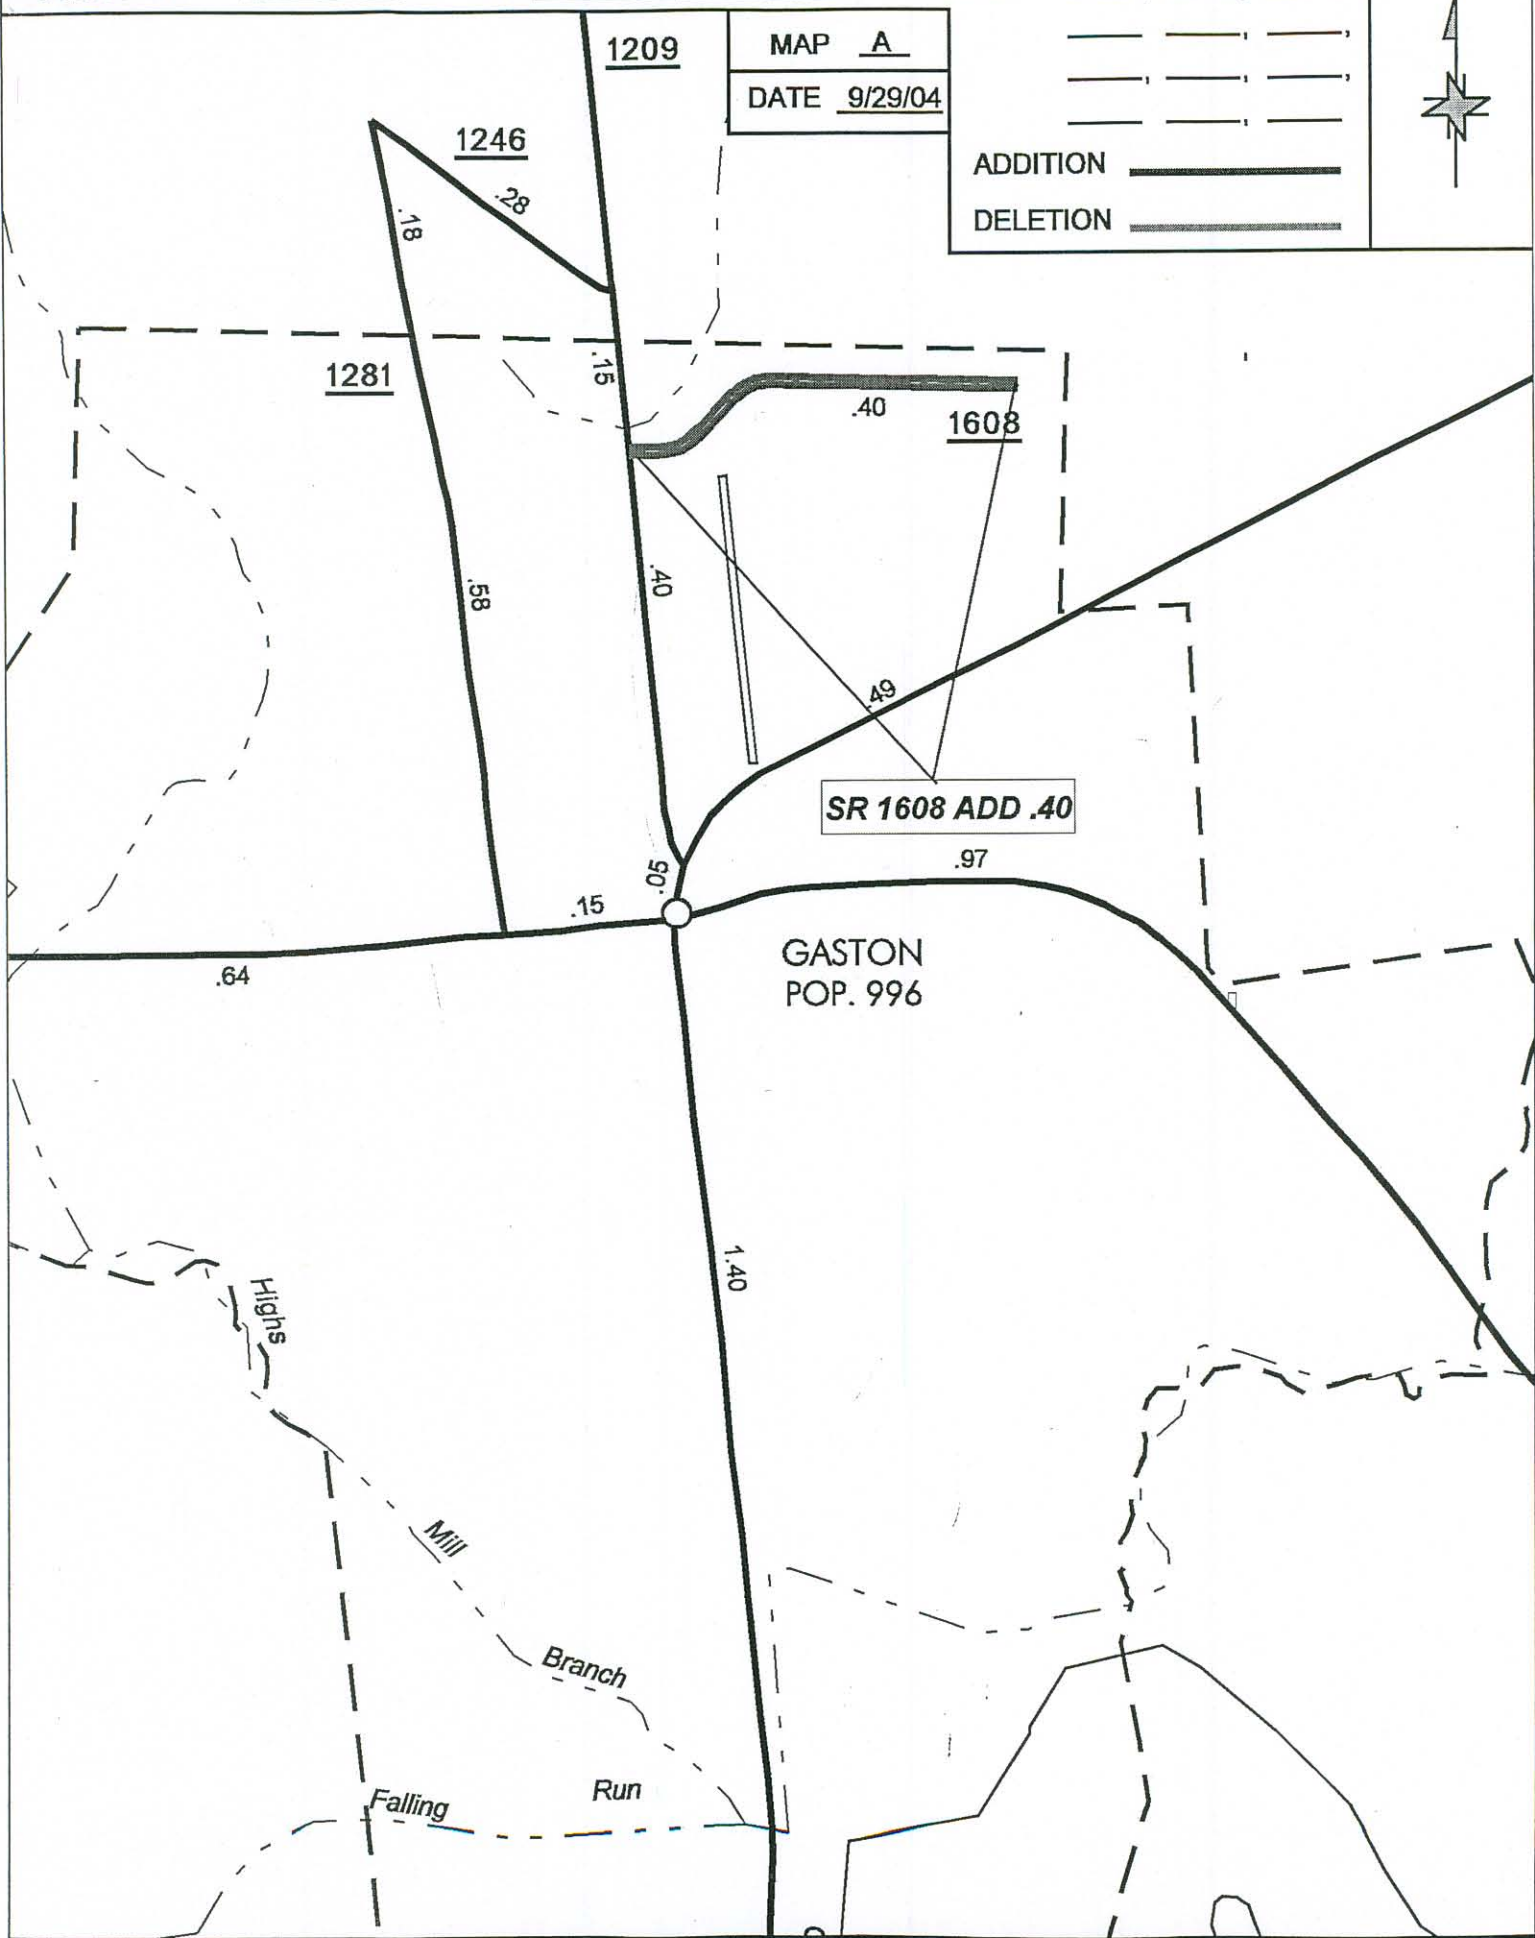 1209
MAP A
DATE 9/29/04
ADDITION
DELETION
1246
.28
.18
1281
.15
.40
1608
.58
.40
.49
SR 1608 ADD .40
.97
.05
.15
.64
GASTON
POP. 996
1.40
Highs
Mill
Branch
Falling
Run